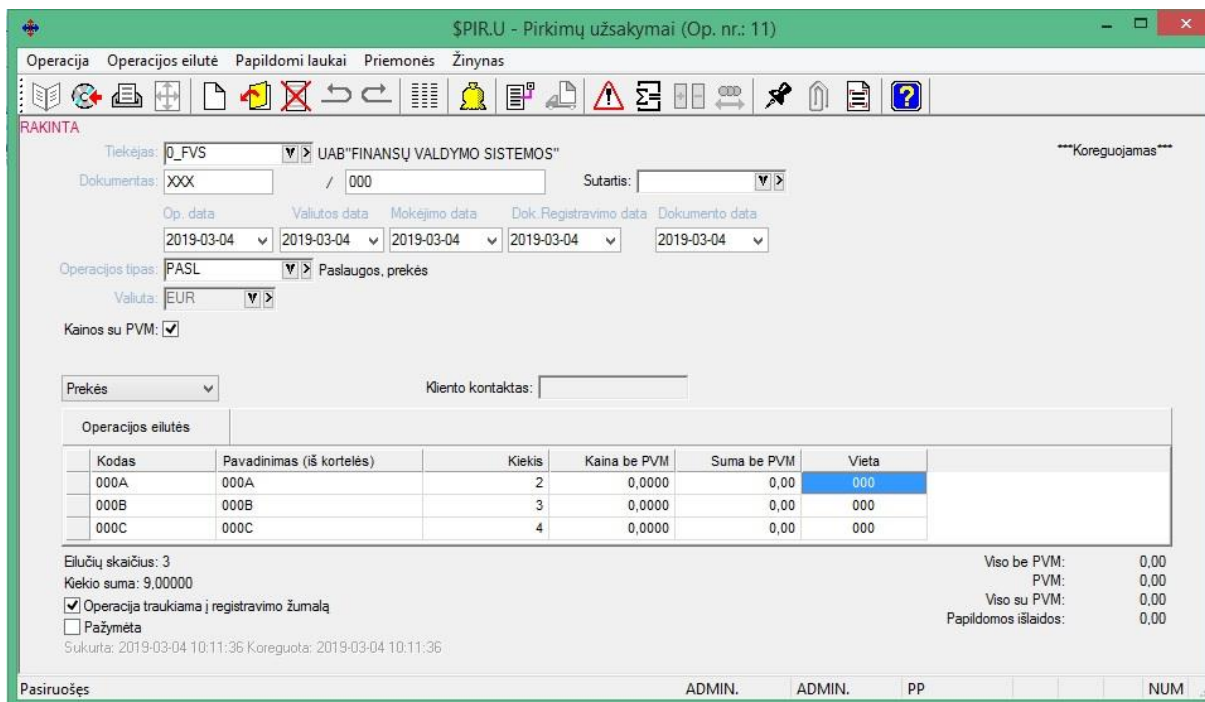 $PIR.U - Pirkimų užsakymai (Op. nr.: 11)
Operacija Operacijos eilutė Papildomi laukai Priemonės Žinynas
RAKINTA
Tiekėjas: 0_FVS UAB"FINANSŲ VALDYMO SISTEMOS" ***Koreguojamas***
Dokumentas: XXX / 000 Sutartis:
Op. data Valiutos data Mokėjimo data Dok.Registravimo data Dokumento data
2019-03-04 2019-03-04 2019-03-04 2019-03-04 2019-03-04
Operacijos tipas: PASL Paslaugos, prekės
Valiuta: EUR
Kainos su PVM:
Prekės Kliento kontaktas:
Operacijos eilutės
Kodas Pavadinimas (iš kortelės) Kiekis Kaina be PVM Suma be PVM Vieta
000A 000A 2 0,0000 0,00 000
000B 000B 3 0,0000 0,00 000
000C 000C 4 0,0000 0,00 000
Eilučių skaičius: 3 Viso be PVM: 0,00
Kiekio suma: 9,00000 PVM: 0,00
Operacija traukiama į registravimo žurnalą Viso su PVM: 0,00
Pažymėta Papildomos išlaidos: 0,00
Sukurta: 2019-03-04 10:11:36 Koreguota: 2019-03-04 10:11:36
Pasiruošęs ADMIN. ADMIN. PP NUM